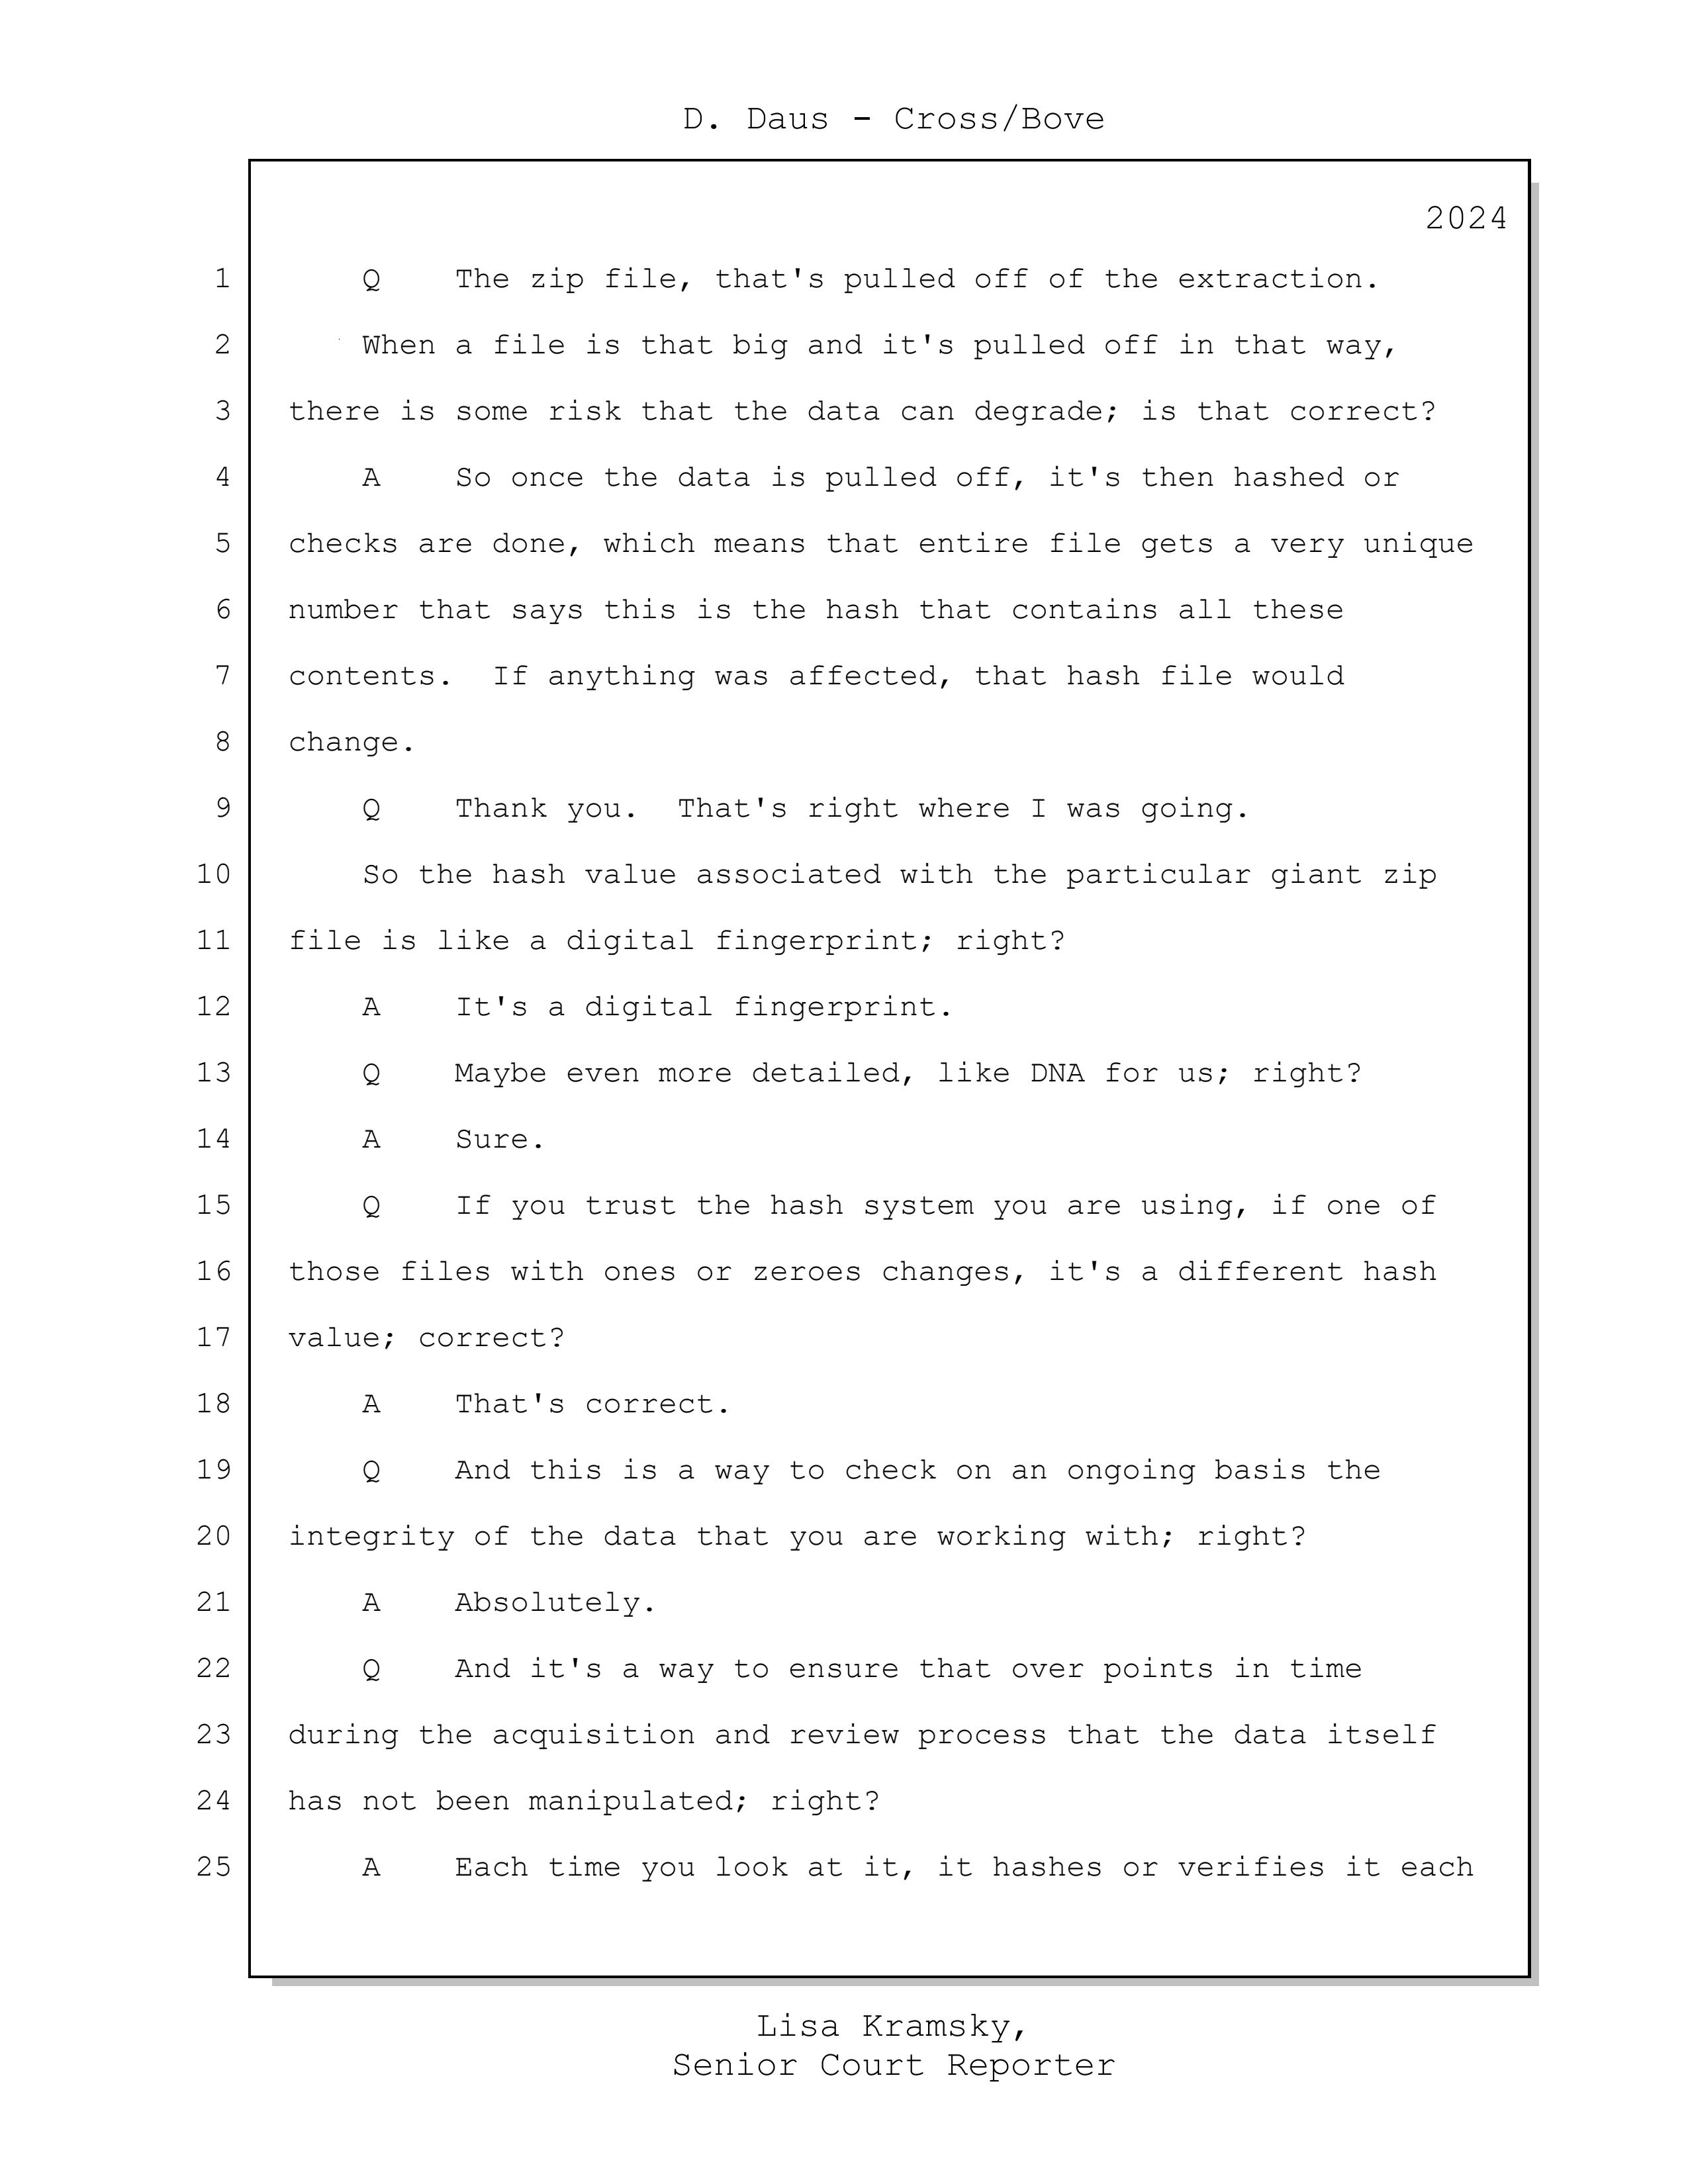 D. Daus - Cross/Bove
2024
1 Q The zip file, that's pulled off of the extraction.
2 When a file is that big and it's pulled off in that way,
3 there is some risk that the data can degrade; is that correct?
4 A So once the data is pulled off, it's then hashed or
5 checks are done, which means that entire file gets a very unique
6 number that says this is the hash that contains all these
7 contents. If anything was affected, that hash file would
8 change.
9 Q Thank you. That's right where I was going.
10 So the hash value associated with the particular giant zip
11 file is like a digital fingerprint; right?
12 A It's a digital fingerprint.
13 Q Maybe even more detailed, like DNA for us; right?
14 A Sure.
15 Q If you trust the hash system you are using, if one of
16 those files with ones or zeroes changes, it's a different hash
17 value; correct?
18 A That's correct.
19 Q And this is a way to check on an ongoing basis the
20 integrity of the data that you are working with; right?
21 A Absolutely.
22 Q And it's a way to ensure that over points in time
23 during the acquisition and review process that the data itself
24 has not been manipulated; right?
25 A Each time you look at it, it hashes or verifies it each
Lisa Kramsky,
Senior Court Reporter